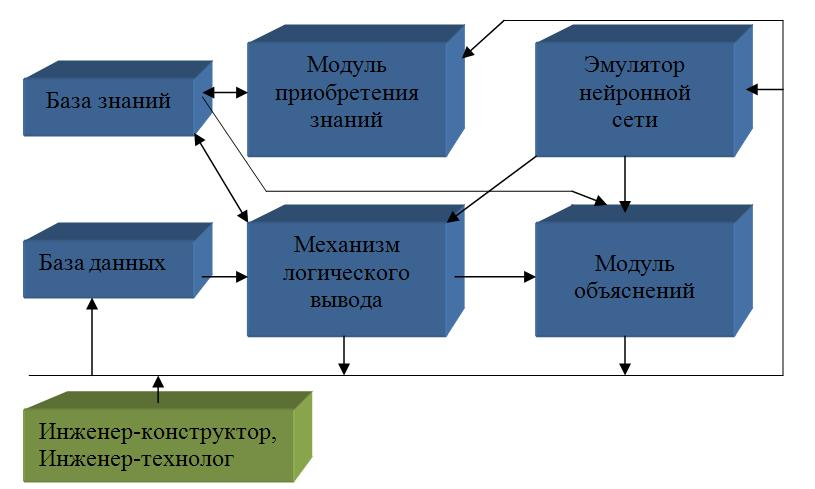 База знаний
Модуль
приобретения
знаний
Эмулятор
нейронной
сети
База данных
Механизм
логического
вывода
Модуль
объяснений
Инженер-конструктор,
Инженер-технолог